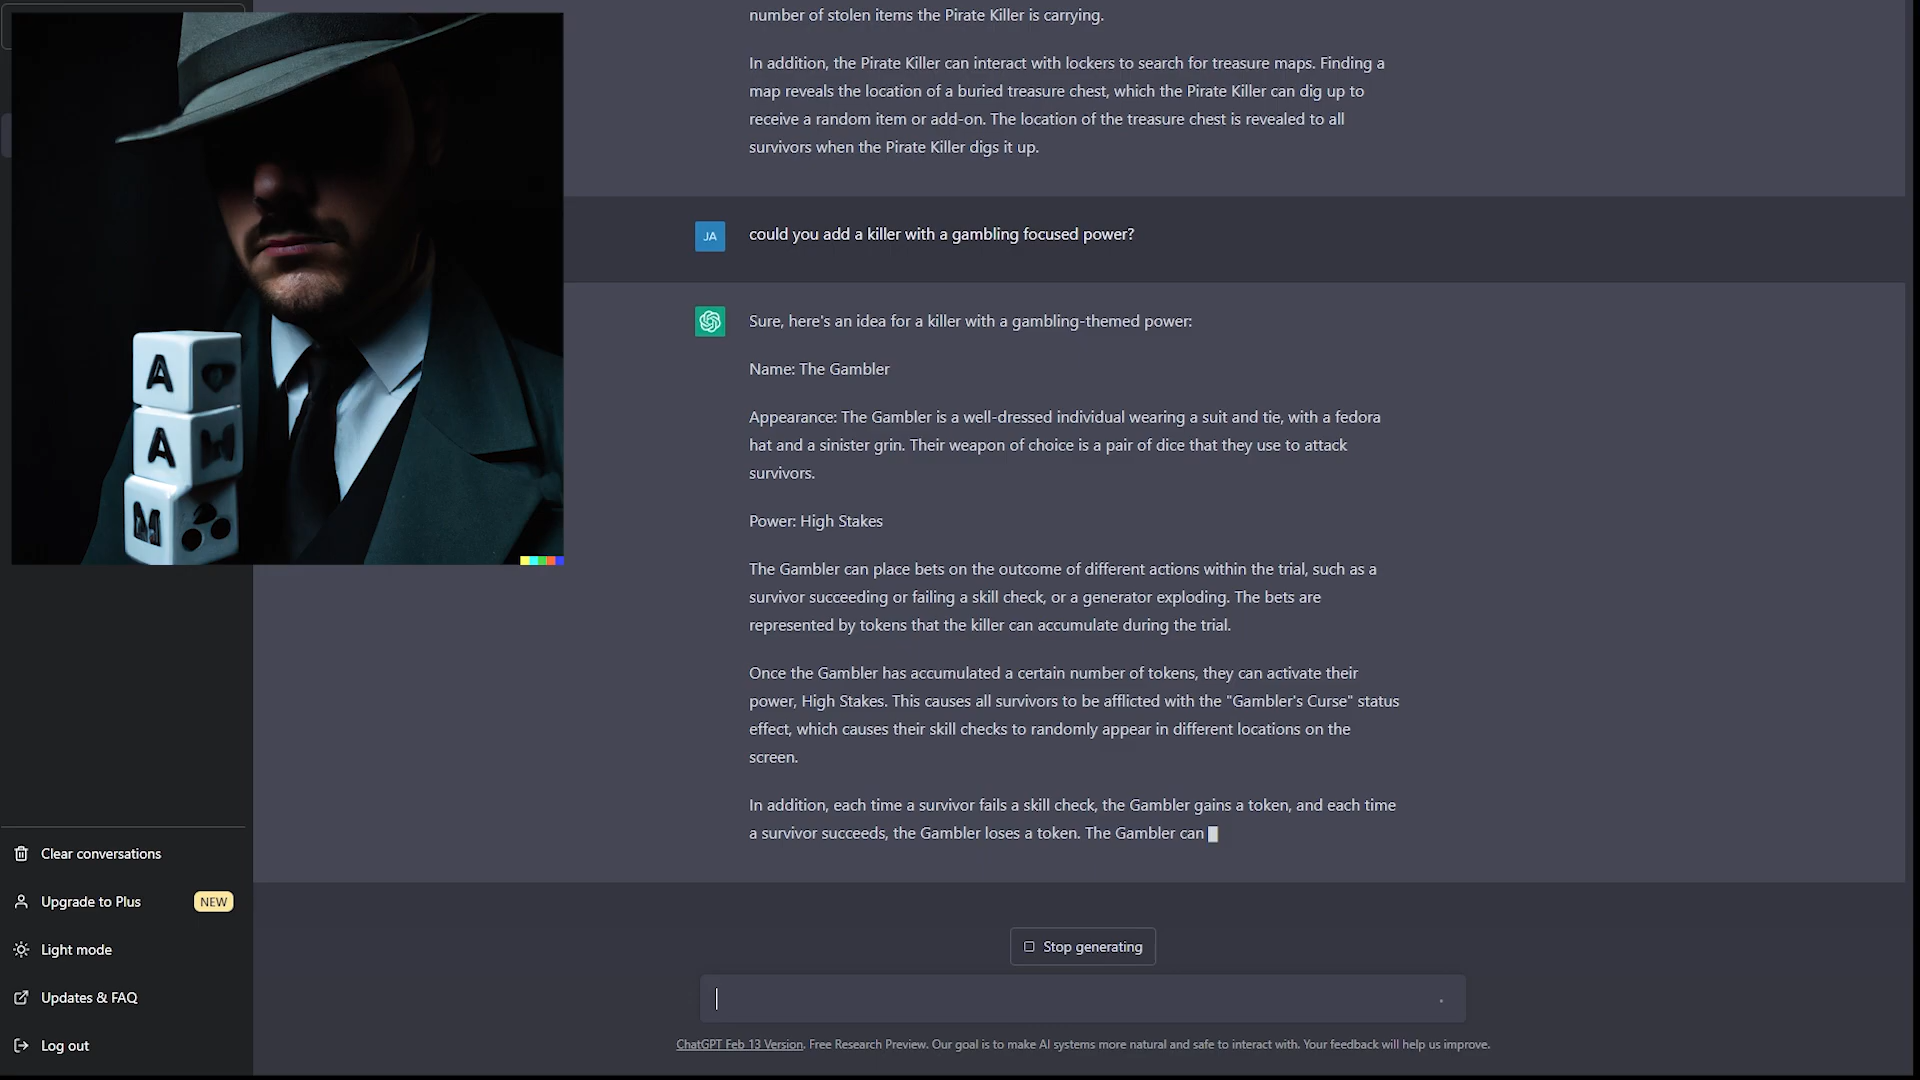 number of stolen items the Pirate Killer is carrying.
In addition, the Pirate Killer can interact with lockers to search for treasure maps. Finding a
map reveals the location of a buried treasure chest, which the Pirate Killer can dig up to
receive a random item or add-on. The location of the treasure chest is revealed to all
survivors when the Pirate Killer digs it up.
JA
could you add a killer with a gambling focused power?
Sure, here's an idea for a killer with a gambling-themed power:
Name: The Gambler
Appearance: The Gambler is a well-dressed individual wearing a suit and tie, with a fedora
hat and a sinister grin. Their weapon of choice is a pair of dice that they use to attack
survivors.
Power: High Stakes
The Gambler can place bets on the outcome of different actions within the trial, such as a
survivor succeeding or failing a skill check, or a generator exploding. The bets are
represented by tokens that the killer can accumulate during the trial.
Once the Gambler has accumulated a certain number of tokens, they can activate their
power, High Stakes. This causes all survivors to be afflicted with the "Gambler's Curse" status
effect, which causes their skill checks to randomly appear in different locations on the
screen.
In addition, each time a survivor fails a skill check, the Gambler gains a token, and each time
a survivor succeeds, the Gambler loses a token. The Gambler can
Stop generating
ChatGPT Feb 13 Version. Free Research Preview. Our goal is to make AI systems more natural and safe to interact with. Your feedback will help us improve.
A
A
M
Clear conversations
Upgrade to Plus
NEW
Light mode
Updates & FAQ
Log out